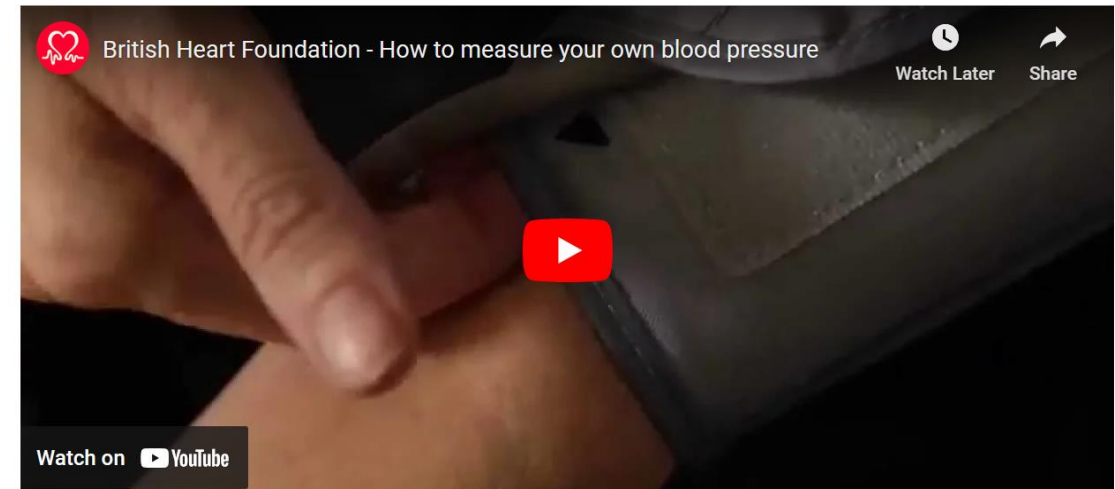 British Heart Foundation - How to measure your own blood pressure
Watch Later
Share
Watch on YouTube